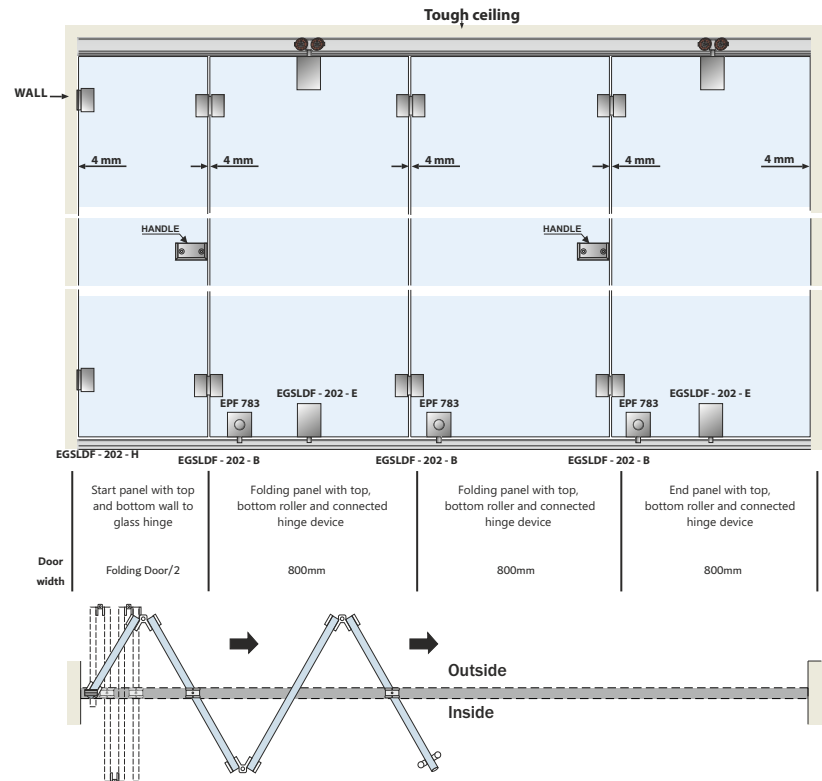 Tough ceiling
WALL
4 mm 4 mm 4 mm 4 mm 4 mm
HANDLE HANDLE
EGSLDF - 202 - E EGSLDF - 202 - E
EPF 783 EPF 783 EPF 783
EGSLDF - 202 - H EGSLDF - 202 - B EGSLDF - 202 - B EGSLDF - 202 - B
Start panel with top
and bottom wall to
glass hinge
Folding panel with top,
bottom roller and connected
hinge device
Folding panel with top,
bottom roller and connected
hinge device
End panel with top,
bottom roller and connected
hinge device
Door
width
Folding Door/2 800mm 800mm 800mm
Outside
Inside